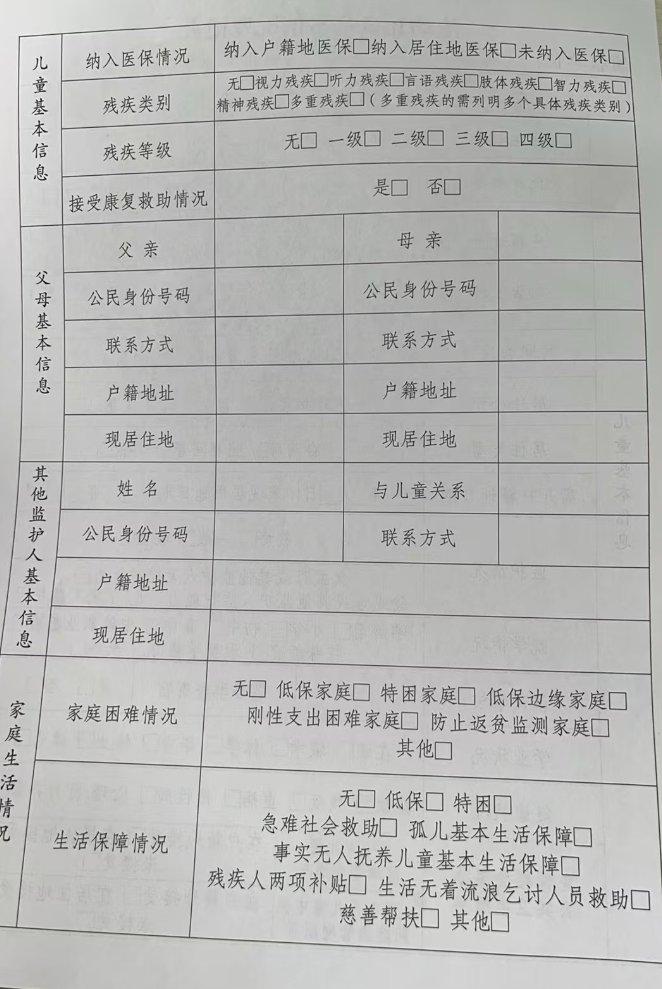 儿童基本信息
纳入医保情况
纳入户籍地医保□纳入居住地医保□未纳入医保□
残疾类别
无□视力残疾□听力残疾□言语残疾□肢体残疾□智力残疾□
精神残疾□多重残疾□（多重残疾的需列明多个具体残疾类别）
残疾等级
无□ 一级□ 二级□ 三级□ 四级□
接受康复救助情况
是□ 否□
父母基本信息
父亲
母亲
公民身份号码
公民身份号码
联系方式
联系方式
户籍地址
户籍地址
现居住地
现居住地
其他监护人基本信息
姓名
与儿童关系
公民身份号码
联系方式
户籍地址
现居住地
家庭生活情况
家庭困难情况
无□ 低保家庭□ 特困家庭□ 低保边缘家庭□
刚性支出困难家庭□ 防止返贫监测家庭□
其他□
生活保障情况
无□ 低保□ 特困□
急难社会救助□ 孤儿基本生活保障□
事实无人抚养儿童基本生活保障□
残疾人两项补贴□ 生活无着流浪乞讨人员救助□
慈善帮扶□ 其他□